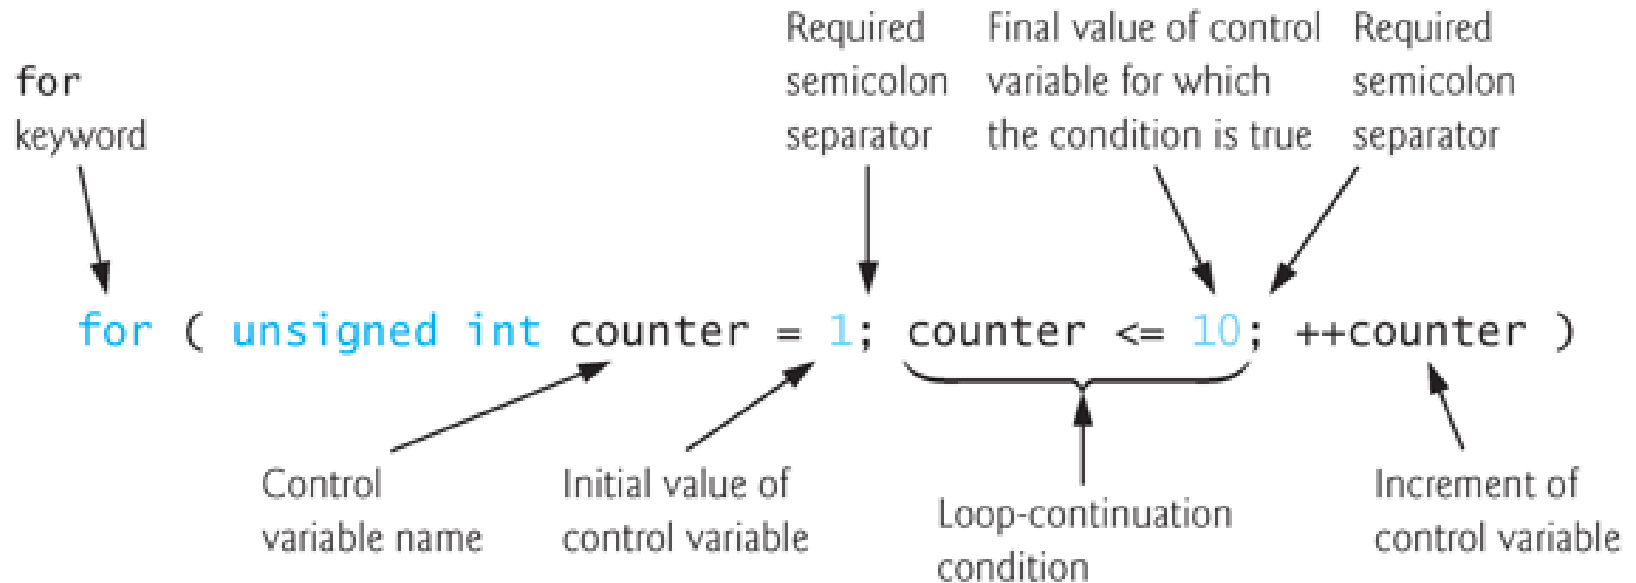 for
keyword
Required
semicolon
separator
Final value of control
variable for which
the condition is true
Required
semicolon
separator
for ( unsigned int counter = 1; counter <= 10; ++counter )
Control
variable name
Initial value of
control variable
Loop-continuation
condition
Increment of
control variable